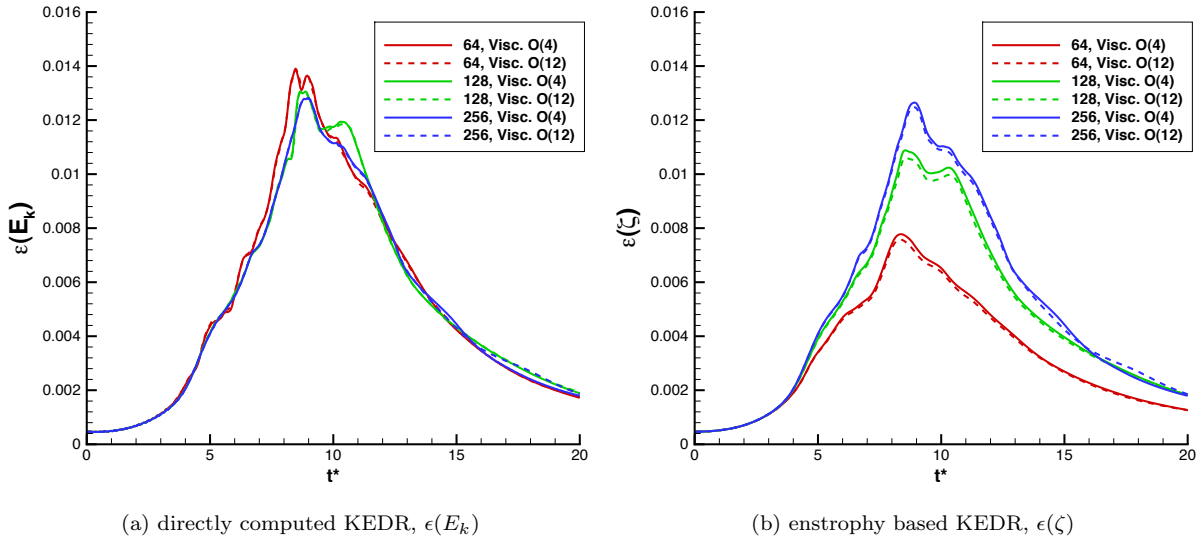 0.016
0.014
0.012
0.01
0.008
0.006
0.004
0.002
0
ε(E_k)
0 5 10 15 20
t*
64, Visc. O(4)
64, Visc. O(12)
128, Visc. O(4)
128, Visc. O(12)
256, Visc. O(4)
256, Visc. O(12)
(a) directly computed KEDR, ϵ(E_k)
0.016
0.014
0.012
0.01
0.008
0.006
0.004
0.002
0
ε(ζ)
0 5 10 15 20
t*
64, Visc. O(4)
64, Visc. O(12)
128, Visc. O(4)
128, Visc. O(12)
256, Visc. O(4)
256, Visc. O(12)
(b) enstrophy based KEDR, ϵ(ζ)